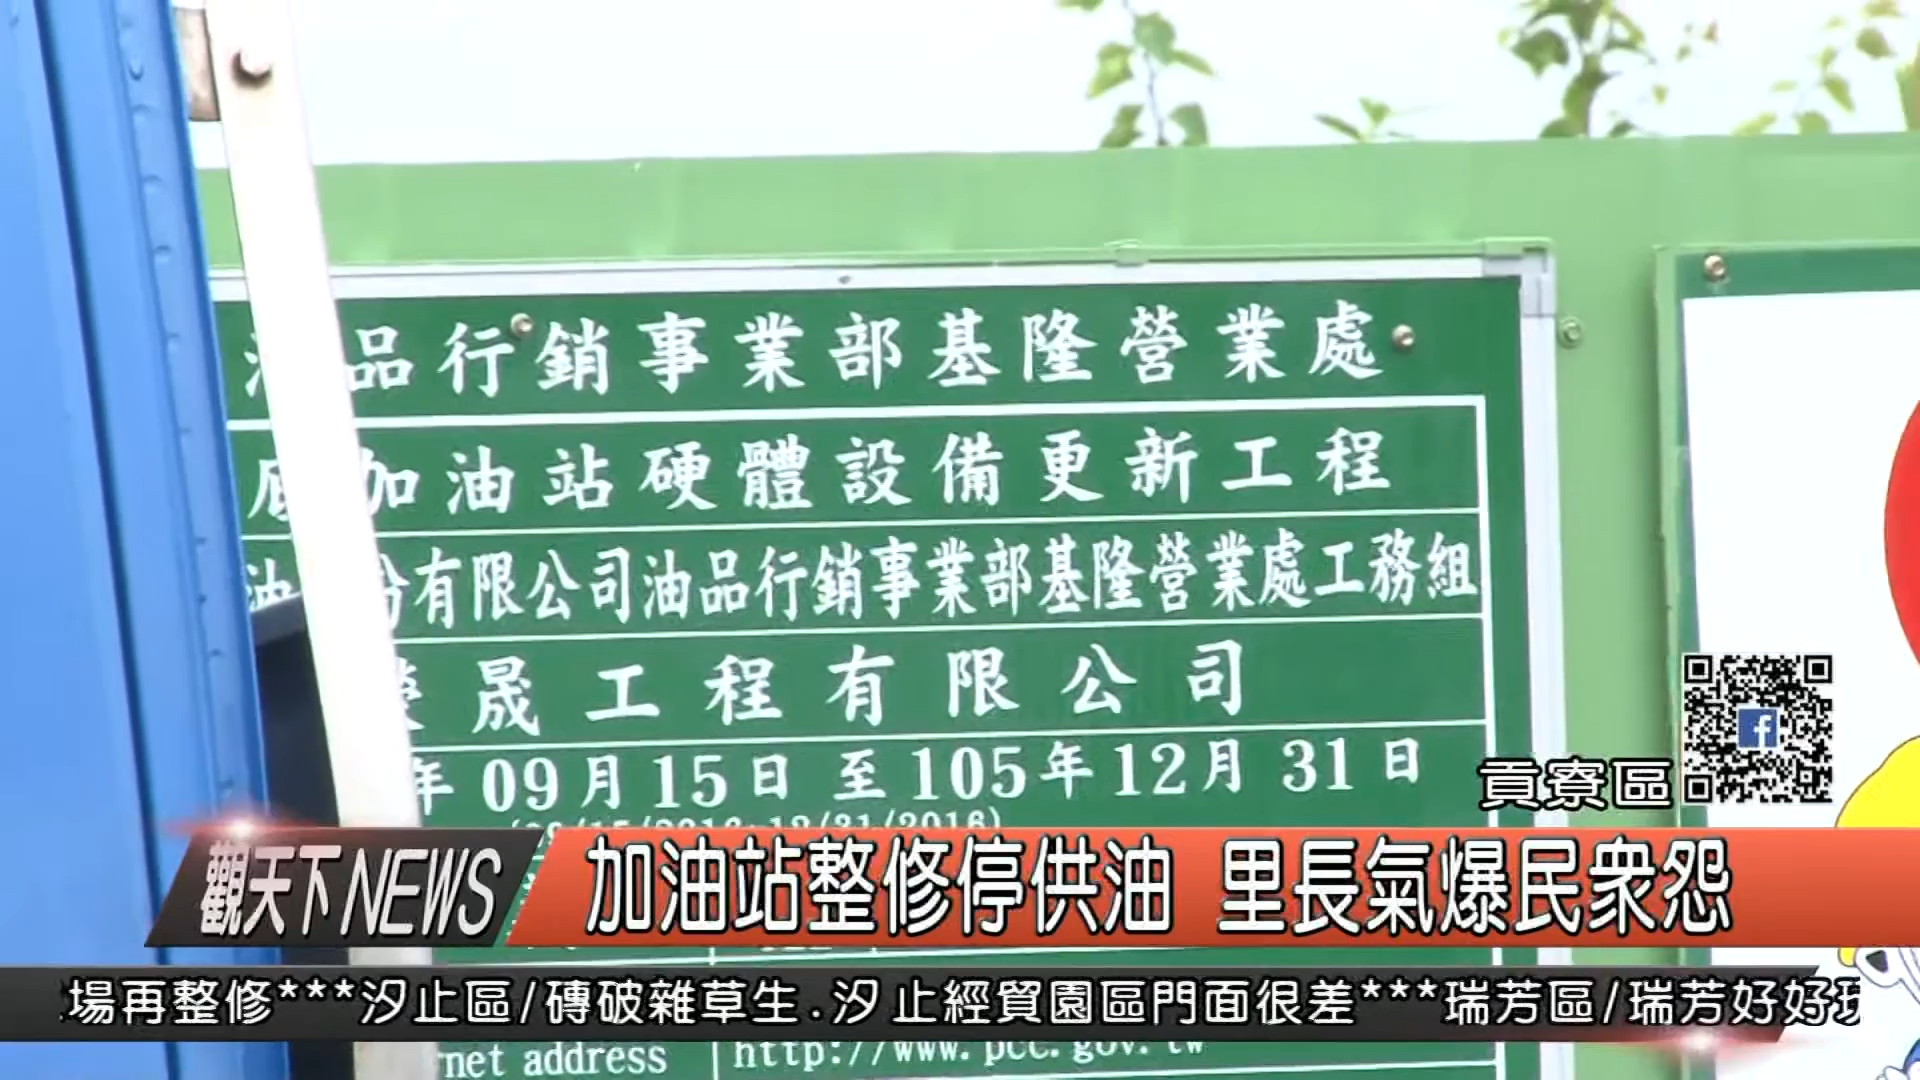 品行銷事業部基隆營業處
加油站硬體設備更新工程
份有限公司油品行銷事業部基隆營業處工務組
晟工程有限公司
年 09月15日 至105年12月 31日
貢寮區
觀天下NEWS
加油站整修停供油 里長氣爆民眾怨
場再整修***汐止區/磚破雜草生.汐止經貿園區門面很差***瑞芳區/瑞芳好好玩
net address http://www.pcc.gov.tw